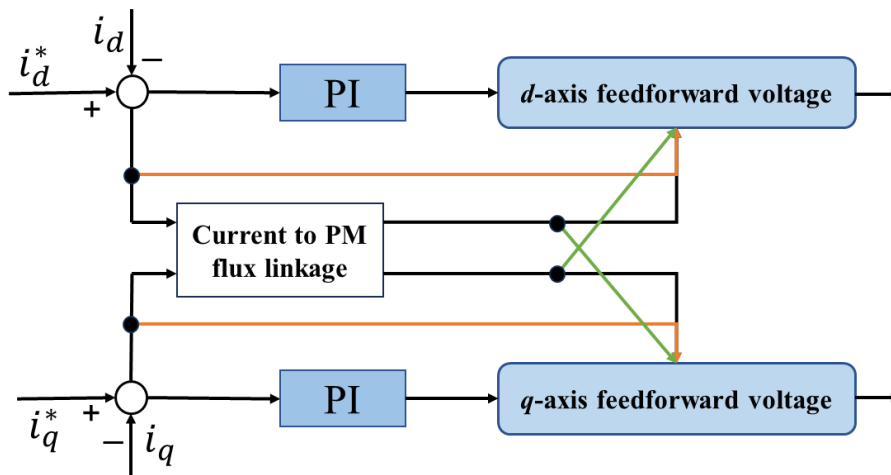 i_d
−
i_d^*
+
PI
d-axis feedforward voltage
Current to PM
flux linkage
i_q^*
+
−
i_q
PI
q-axis feedforward voltage